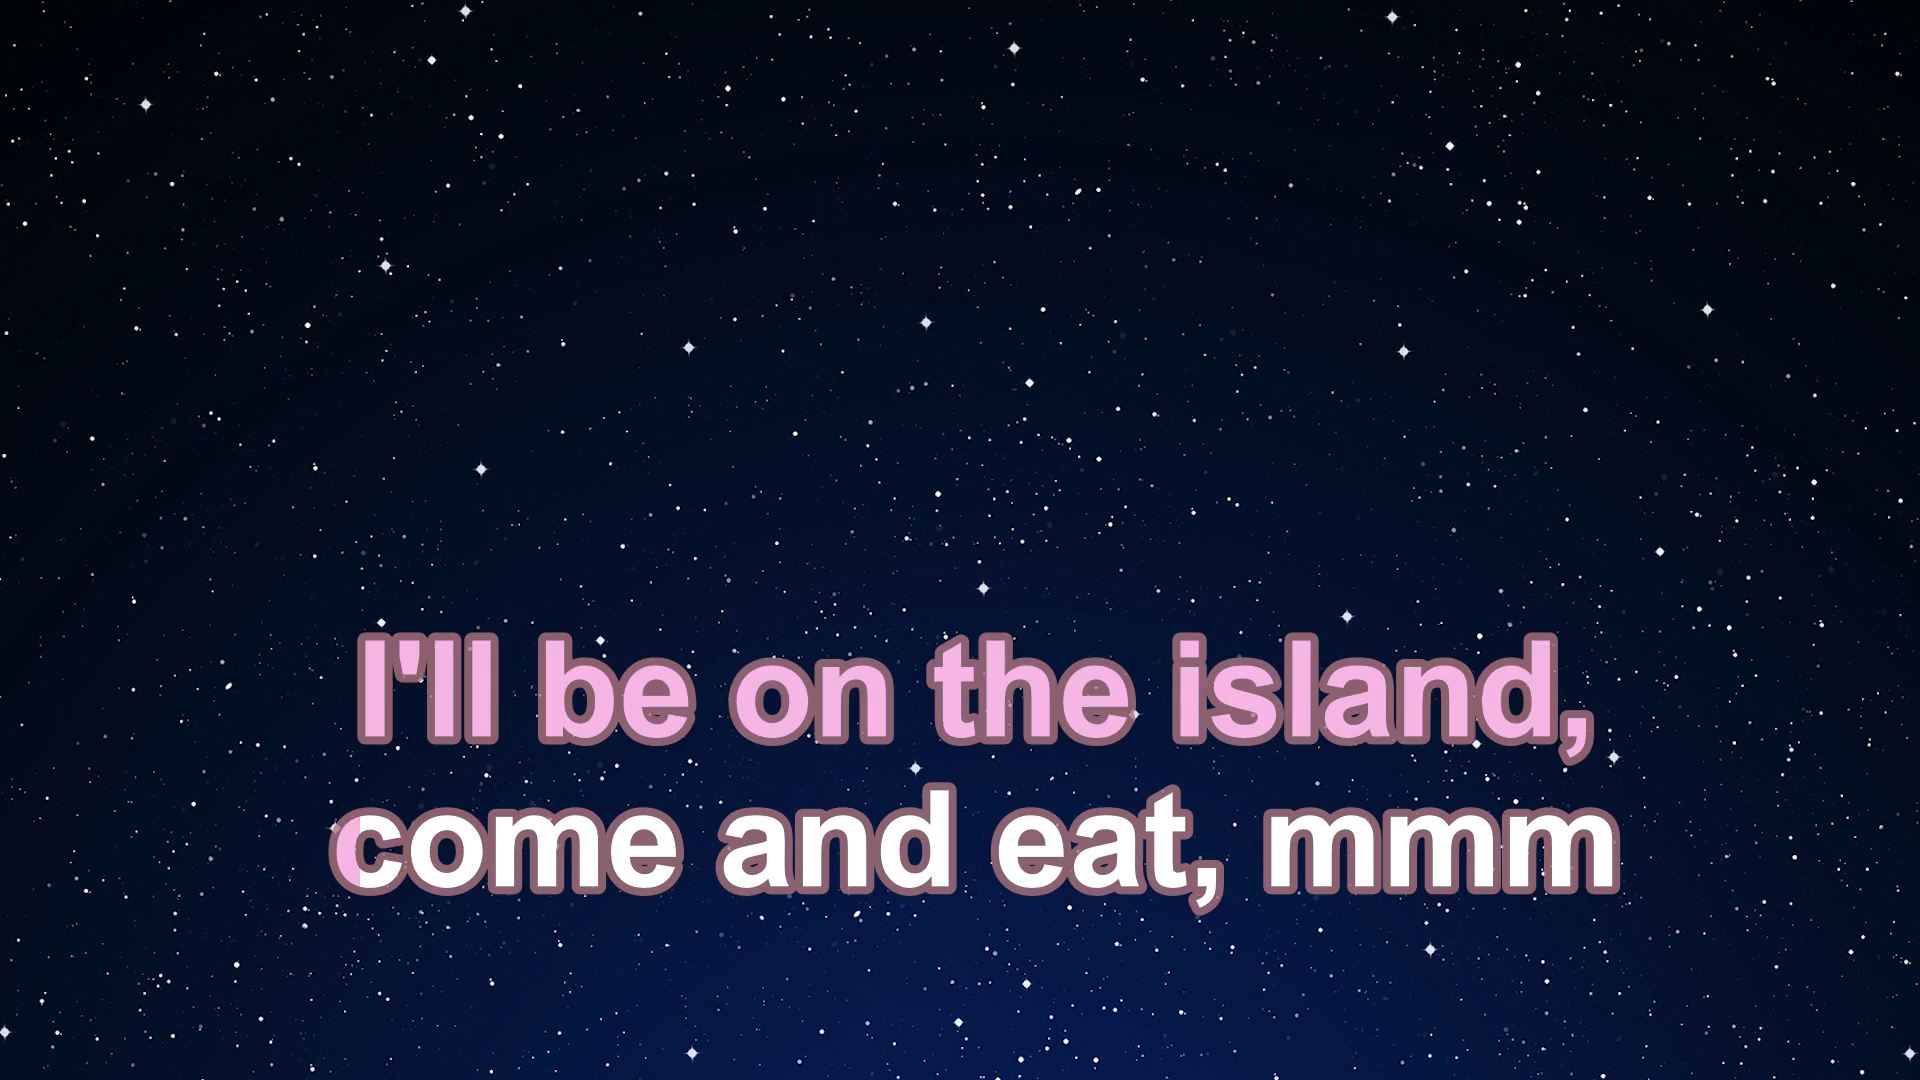 I'll be on the island,
come and eat, mmm